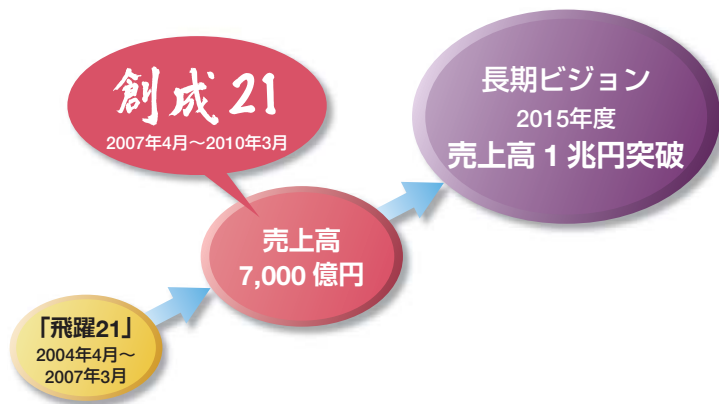 創成21
2007年4月～2010年3月
長期ビジョン
2015年度
売上高1兆円突破
売上高
7,000億円
「飛躍21」
2004年4月～
2007年3月